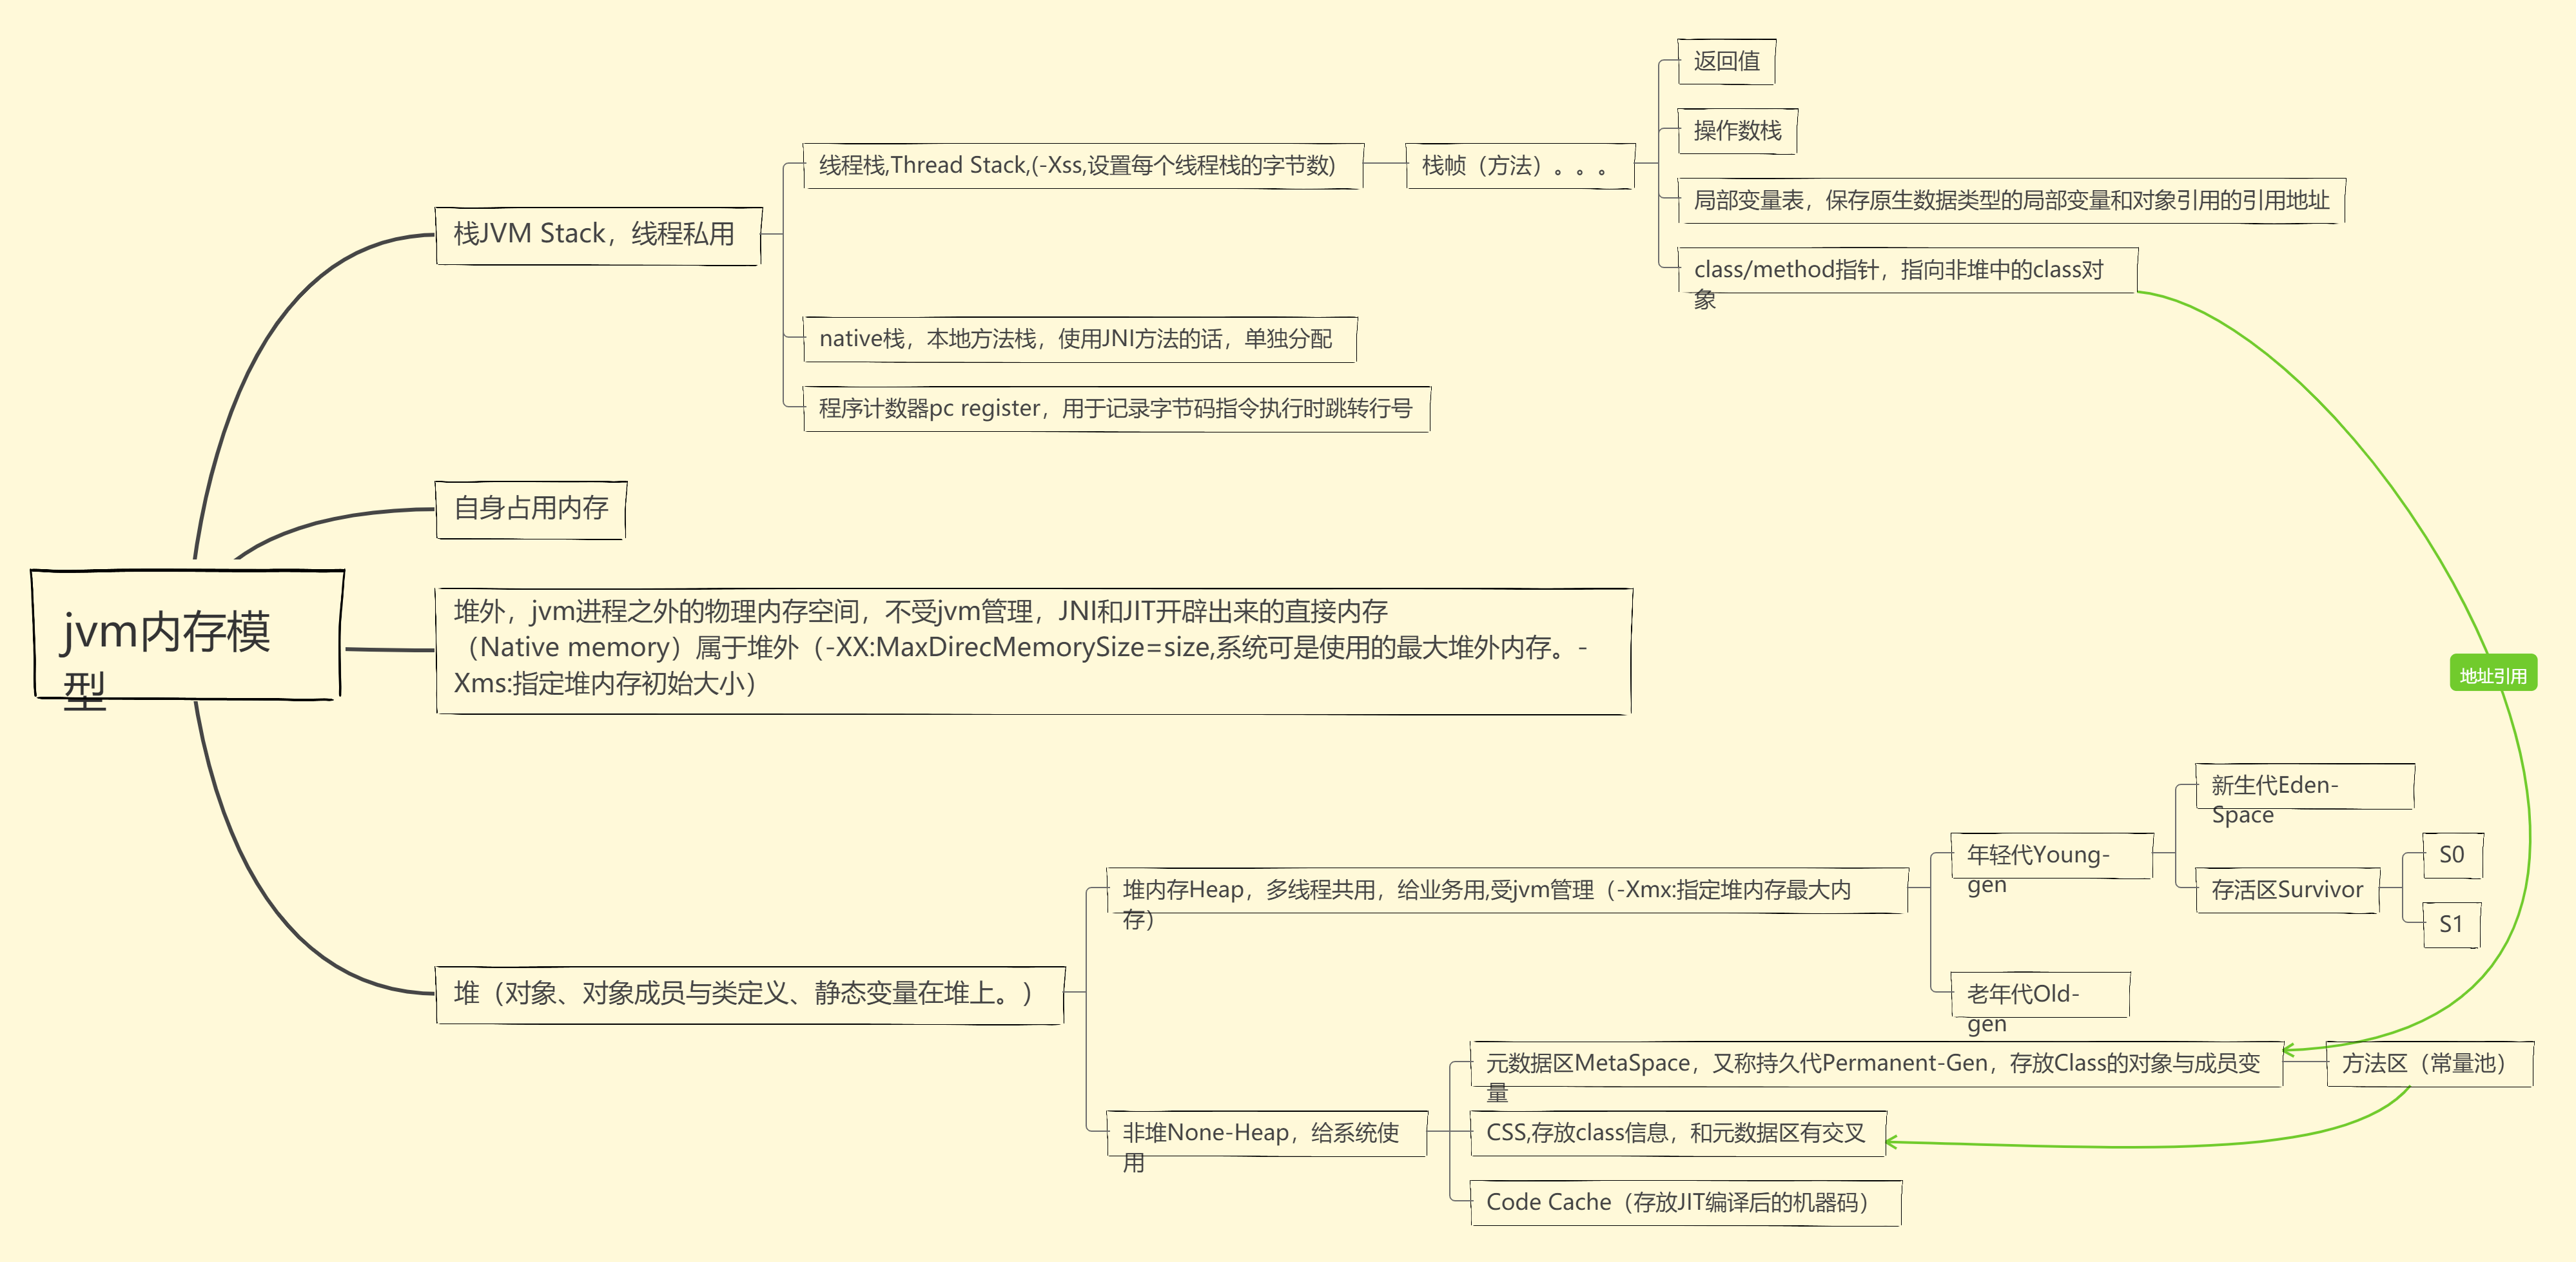 jvm内存模
型
栈JVM Stack，线程私用
线程栈,Thread Stack,(-Xss,设置每个线程栈的字节数)
栈帧（方法）。。。
返回值
操作数栈
局部变量表，保存原生数据类型的局部变量和对象引用的引用地址
class/method指针，指向非堆中的class对
象
native栈，本地方法栈，使用JNI方法的话，单独分配
程序计数器pc register，用于记录字节码指令执行时跳转行号
自身占用内存
堆外，jvm进程之外的物理内存空间，不受jvm管理，JNI和JIT开辟出来的直接内存
（Native memory）属于堆外（-XX:MaxDirecMemorySize=size,系统可是使用的最大堆外内存。-
Xms:指定堆内存初始大小）
地址引用
堆（对象、对象成员与类定义、静态变量在堆上。）
堆内存Heap，多线程共用，给业务用,受jvm管理（-Xmx:指定堆内存最大内
存）
年轻代Young-
gen
新生代Eden-
Space
存活区Survivor
S0
S1
老年代Old-
gen
非堆None-Heap，给系统使
用
元数据区MetaSpace，又称持久代Permanent-Gen，存放Class的对象与成员变
量
方法区（常量池）
CSS,存放class信息，和元数据区有交叉
Code Cache（存放JIT编译后的机器码）